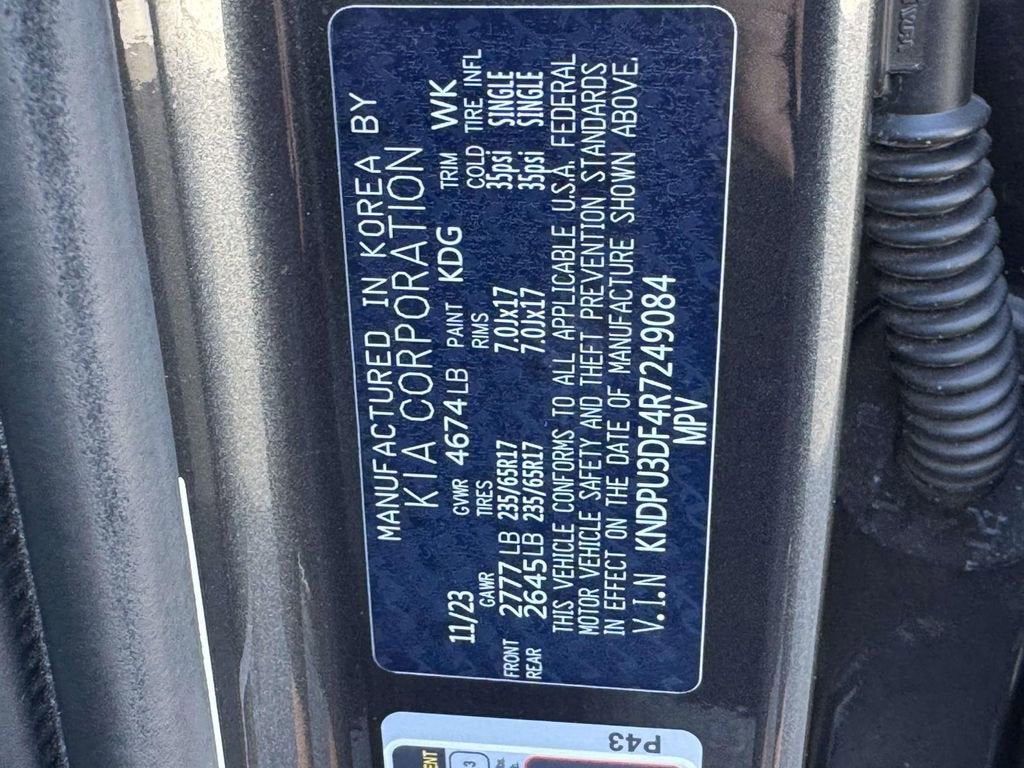 MANUFACTURED IN KOREA BY
KIA CORPORATION
11/23 GVWR 4674LB PAINT KDG TRIM WK
GAWR TIRES RIMS COLD TIRE INFL
FRONT 2777LB 235/65R17 7.0Jx17 35psi SINGLE
REAR 2645LB 235/65R17 7.0Jx17 35psi SINGLE
THIS VEHICLE CONFORMS TO ALL APPLICABLE U.S.A. FEDERAL
MOTOR VEHICLE SAFETY AND THEFT PREVENTION STANDARDS
IN EFFECT ON THE DATE OF MANUFACTURE SHOWN ABOVE.
V.I.N KNDPU3DF4R7249084
MPV
P43
3